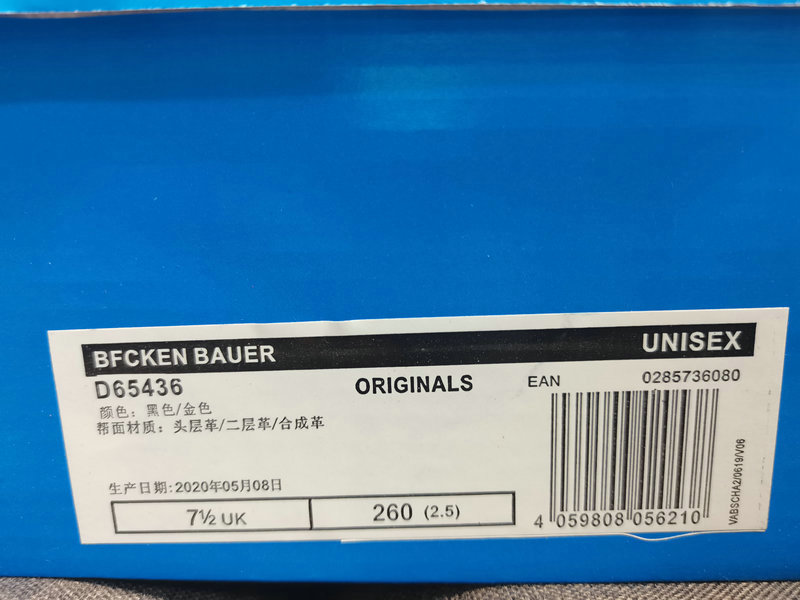 BFCKEN BAUER UNISEX
D65436 ORIGINALS EAN 0285736080
颜色：黑色/金色
帮面材质：头层革/二层革/合成革
生产日期:2020年05月08日
7½ UK 260 (2.5)
4 059808 056210
VABSCHA2/0619/V06